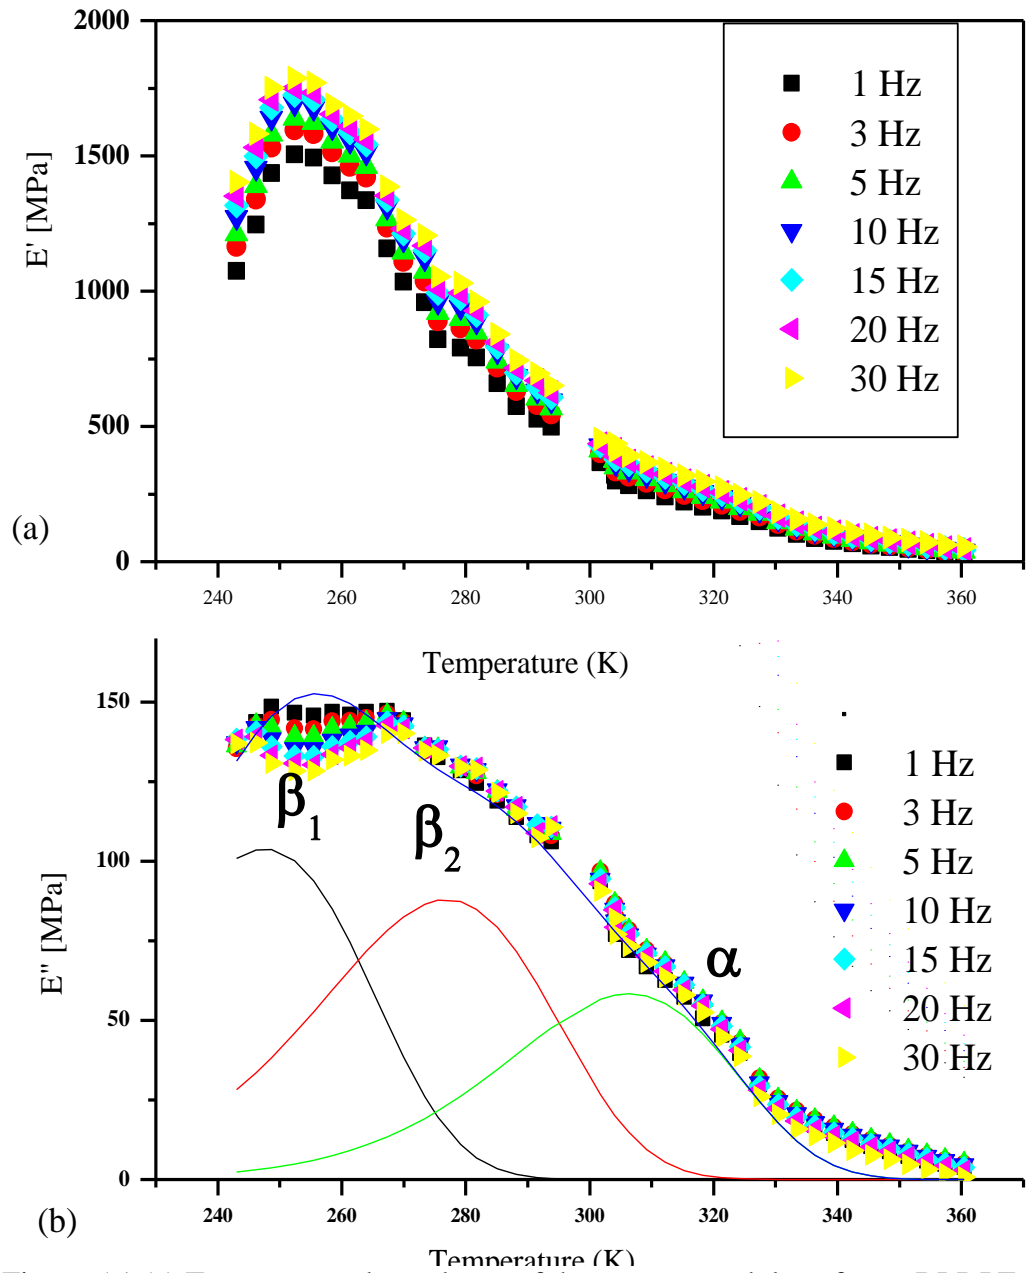 2000
1500
1000
500
0
E' [MPa]
(a)
1 Hz
3 Hz
5 Hz
10 Hz
15 Hz
20 Hz
30 Hz
240 260 280 300 320 340 360
Temperature (K)
150
100
50
0
E" [MPa]
(b)
β1
β2
α
1 Hz
3 Hz
5 Hz
10 Hz
15 Hz
20 Hz
30 Hz
240 260 280 300 320 340 360
Temperature (K)